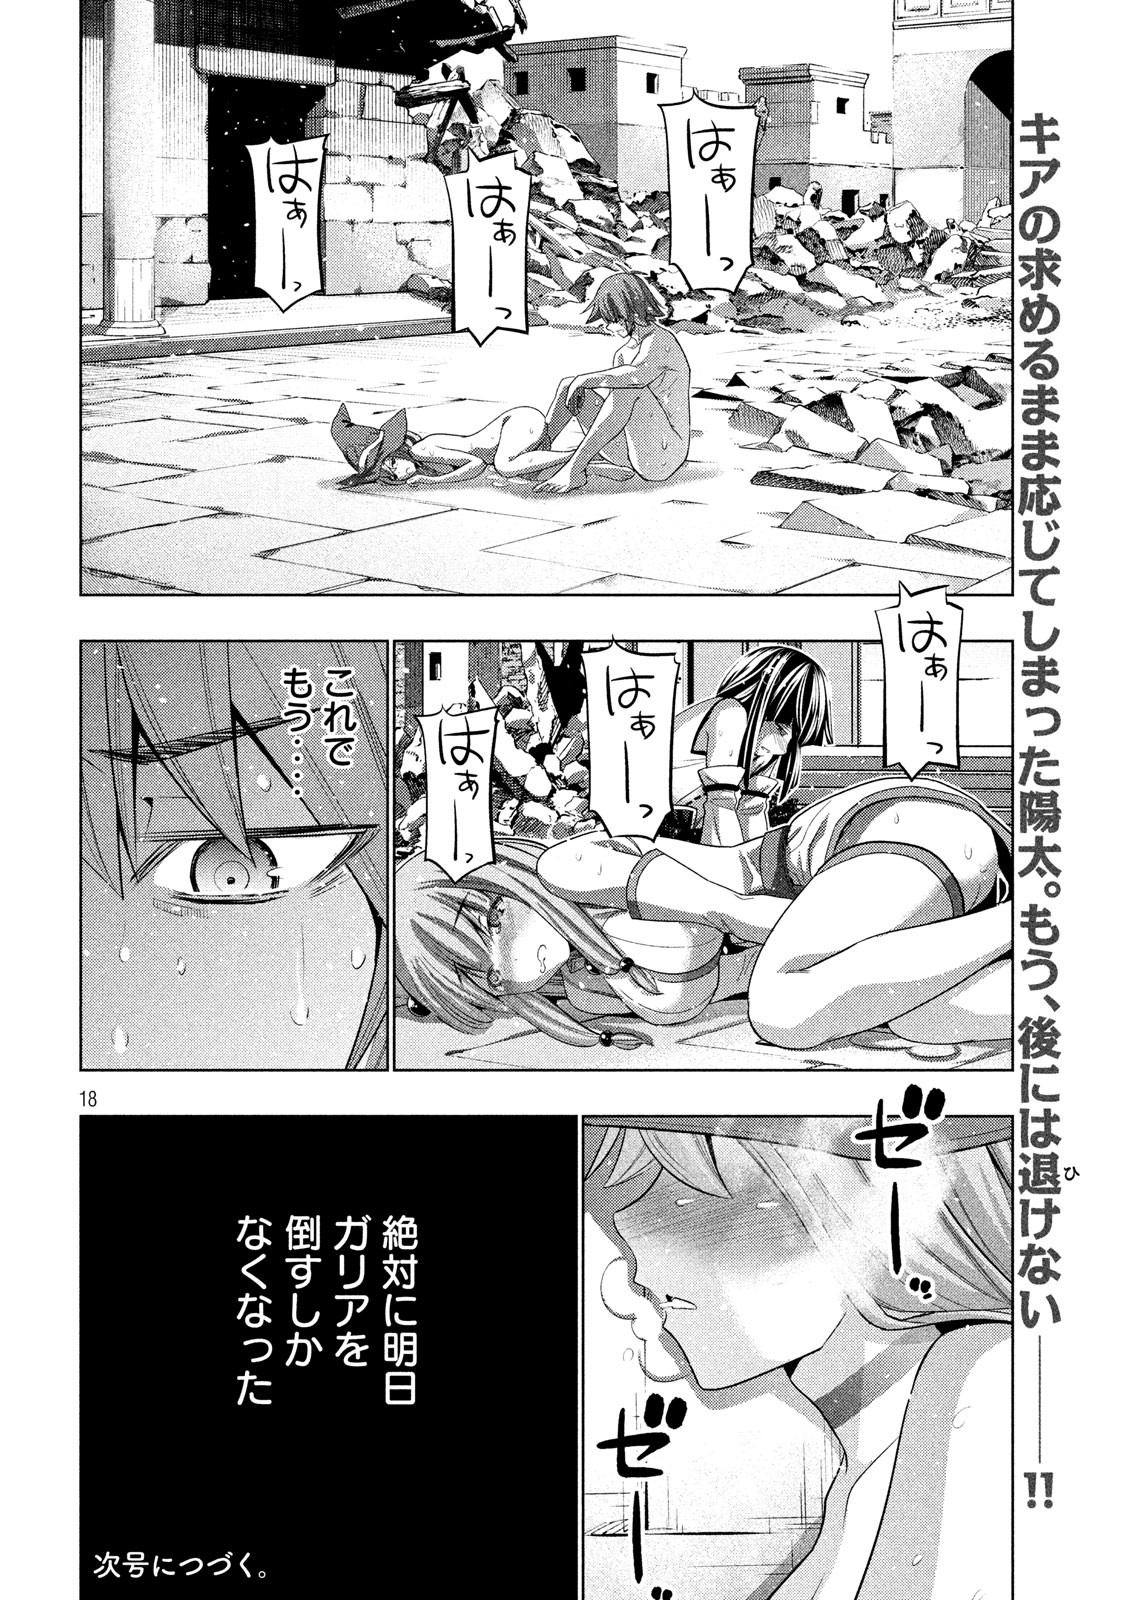 キアの求めるまま応じてしまった陽太。もう、後には退けない――!!
ひ
はぁーっ
はぁーっ
はぁーっ
はぁーっ
はぁーっ
はぁーっ
これで
もう‥‥
18
ゼーッ
ゼーッ
絶対に明日
ガリアを
倒すしか
なくなった
次号につづく。